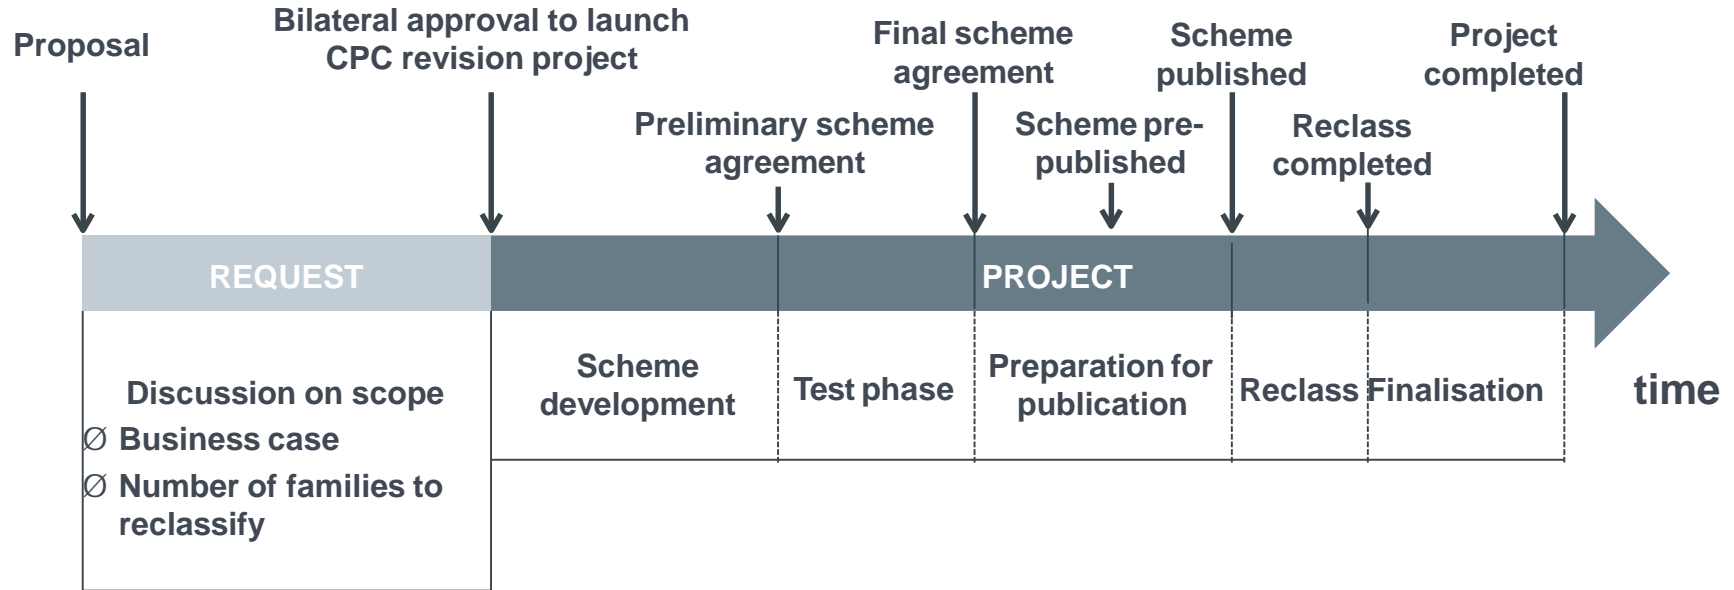 Proposal
Bilateral approval to launch
CPC revision project
Preliminary scheme
agreement
Final scheme
agreement
Scheme pre-
published
Scheme
published
Reclass
completed
Project
completed
REQUEST
PROJECT
Discussion on scope
Ø Business case
Ø Number of families to
reclassify
Scheme
development
Test phase
Preparation for
publication
Reclass
Finalisation
time